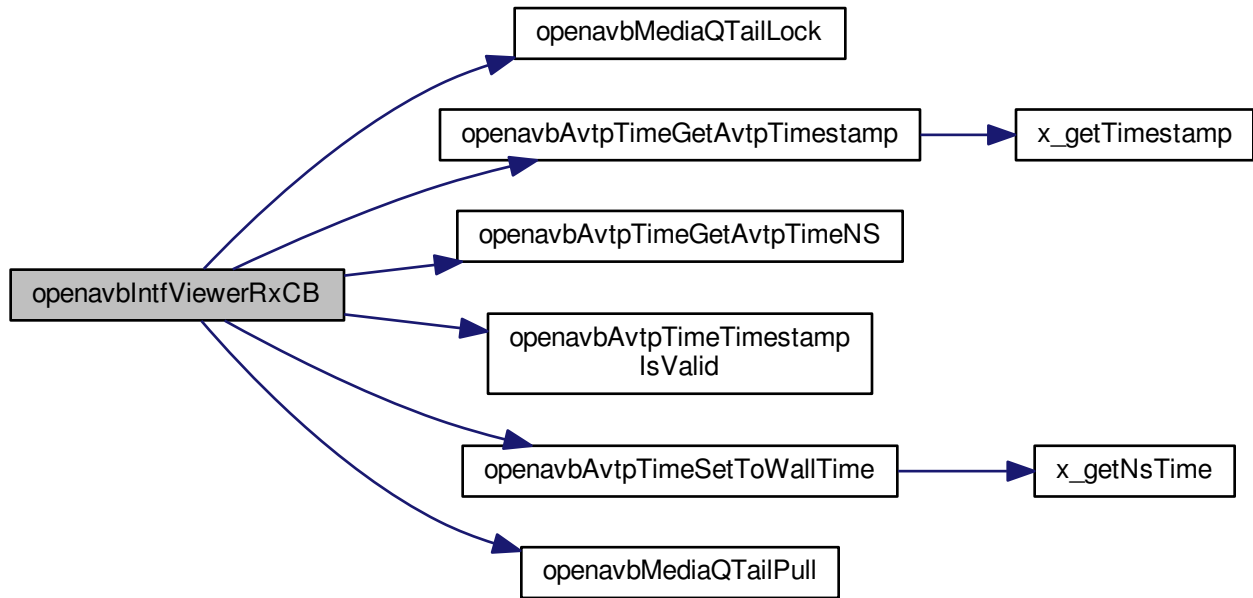 openavbMediaQTailLock
openavbAvtpTimeGetAvtpTimestamp
x_getTimestamp
openavbAvtpTimeGetAvtpTimeNS
openavbIntfViewerRxCB
openavbAvtpTimeTimestamp
IsValid
openavbAvtpTimeSetToWallTime
x_getNsTime
openavbMediaQTailPull